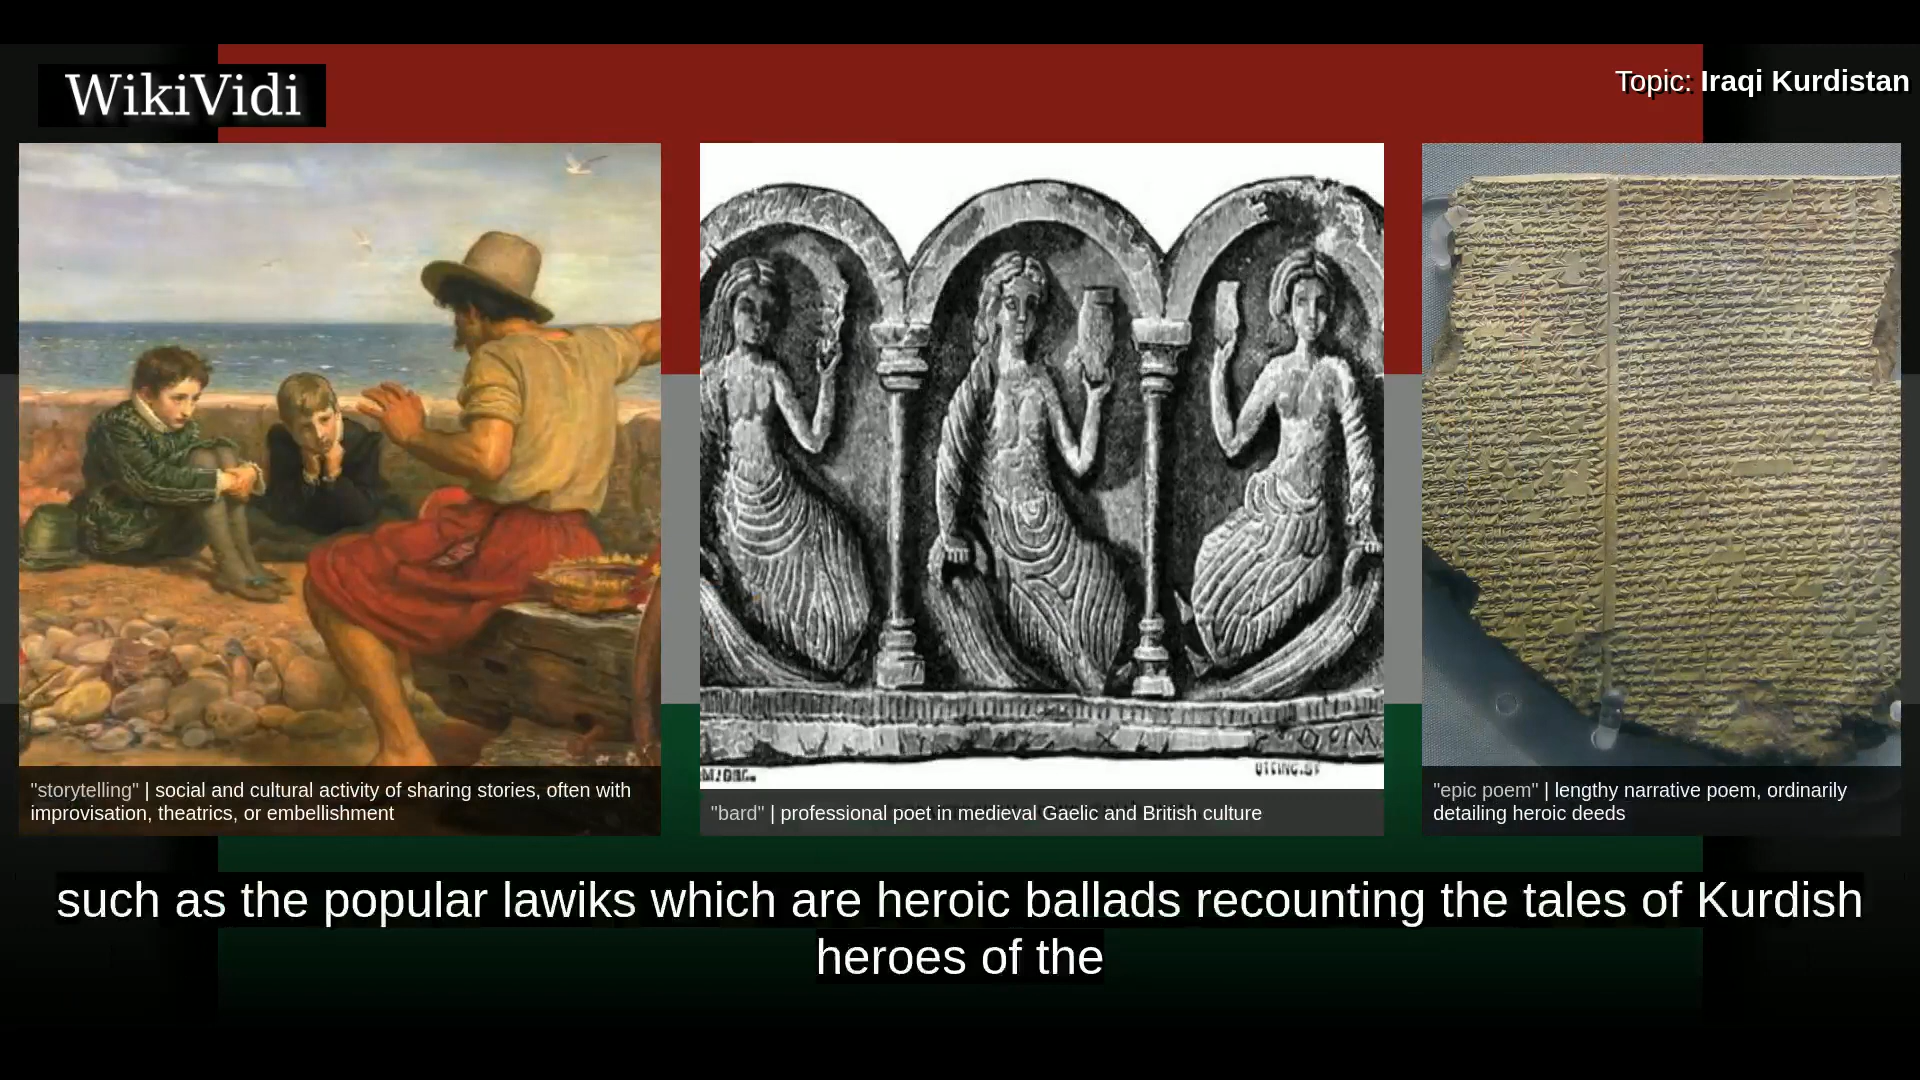 WikiVidi
Topic: Iraqi Kurdistan
"storytelling" | social and cultural activity of sharing stories, often with
improvisation, theatrics, or embellishment
"bard" | professional poet in medieval Gaelic and British culture
"epic poem" | lengthy narrative poem, ordinarily
detailing heroic deeds
such as the popular lawiks which are heroic ballads recounting the tales of Kurdish
heroes of the